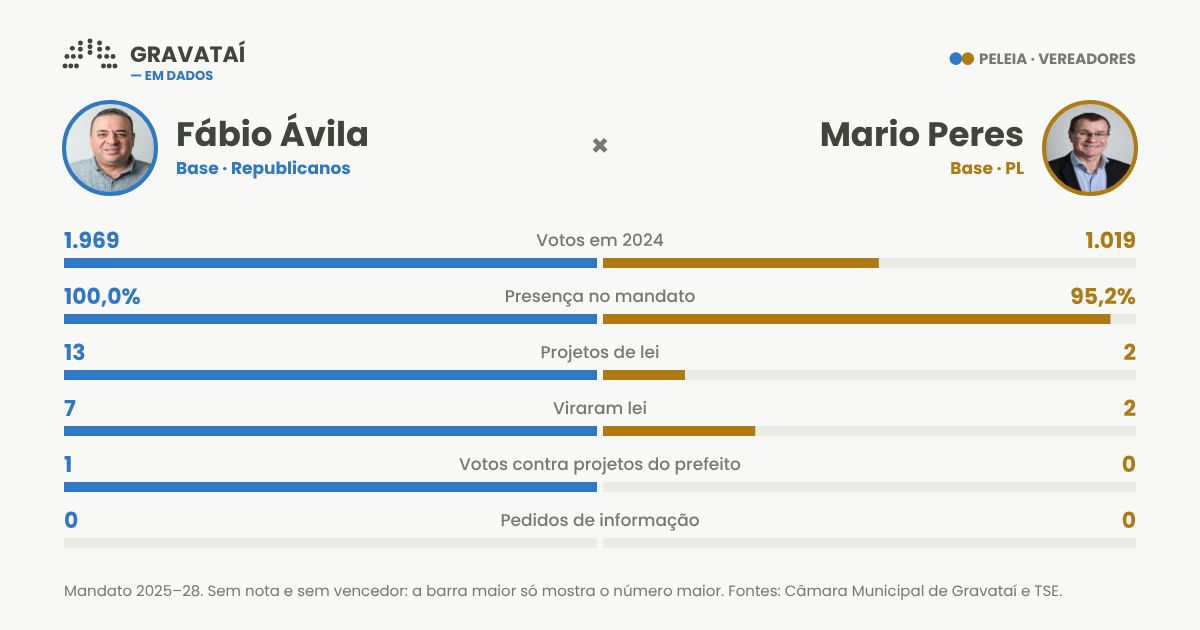 GRAVATAÍ
— EM DADOS
PELEIA · VEREADORES
Fábio Ávila
Base · Republicanos
×
Mario Peres
Base · PL
1.969 Votos em 2024 1.019
100,0% Presença no mandato 95,2%
13 Projetos de lei 2
7 Viraram lei 2
1 Votos contra projetos do prefeito 0
0 Pedidos de informação 0
Mandato 2025–28. Sem nota e sem vencedor: a barra maior só mostra o número maior. Fontes: Câmara Municipal de Gravataí e TSE.